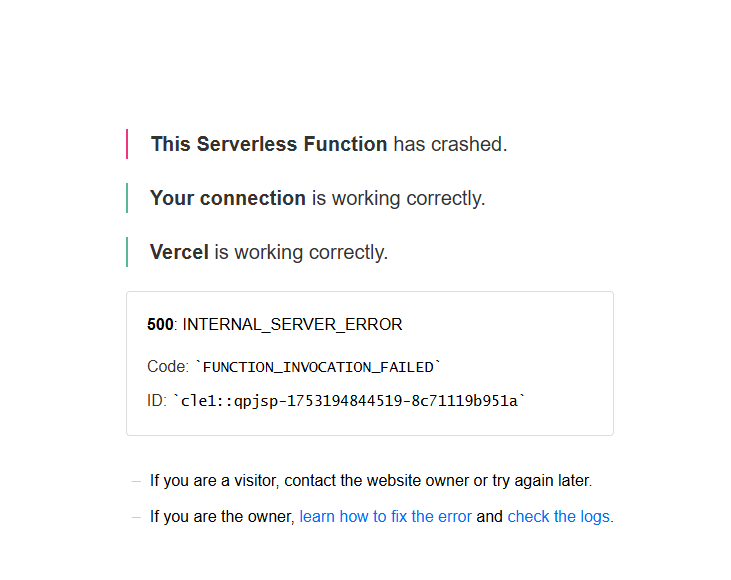 This Serverless Function has crashed.
Your connection is working correctly.
Vercel is working correctly.
500: INTERNAL_SERVER_ERROR
Code: `FUNCTION_INVOCATION_FAILED`
ID: `cle1::qpjsp-1753194844519-8c71119b951a`
– If you are a visitor, contact the website owner or try again later.
– If you are the owner, learn how to fix the error and check the logs.